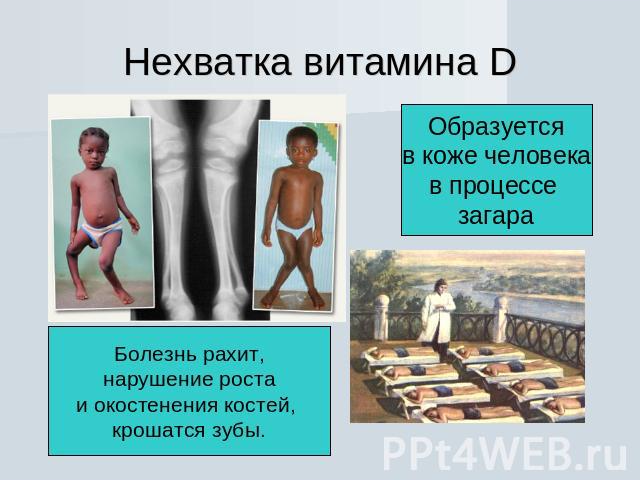 Нехватка витамина D
Образуется
в коже человека
в процессе
загара
Болезнь рахит,
нарушение роста
и окостенения костей,
крошатся зубы.
PPt4WEB.ru